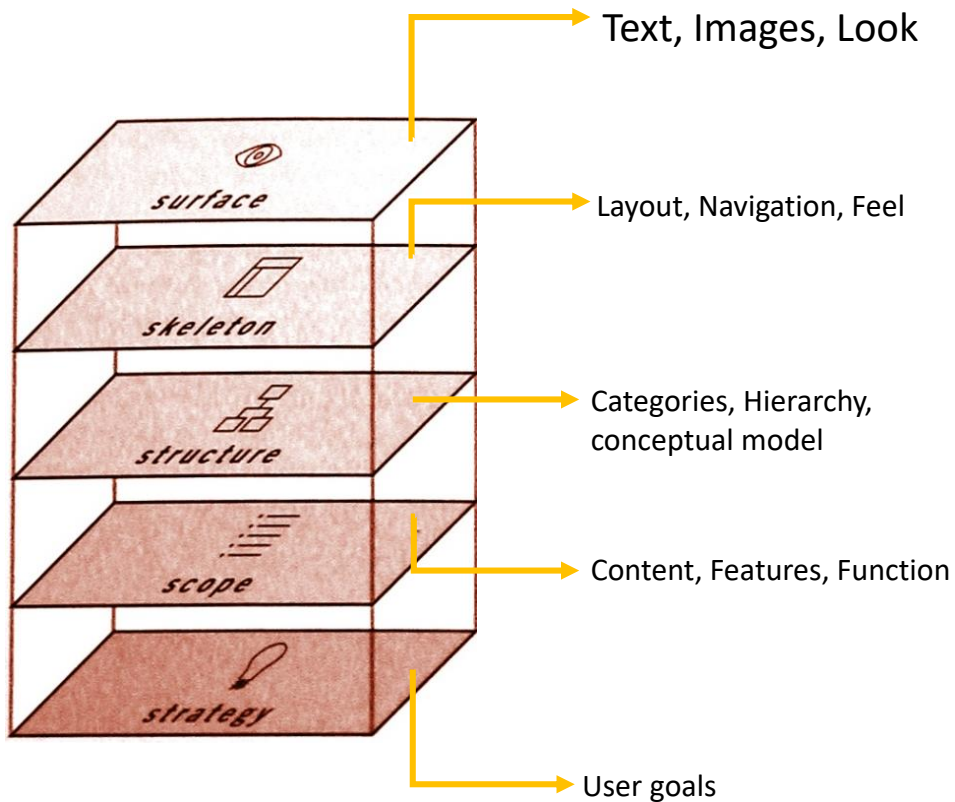 Text, Images, Look
surface
Layout, Navigation, Feel
skeleton
Categories, Hierarchy,
conceptual model
structure
Content, Features, Function
scope
strategy
User goals